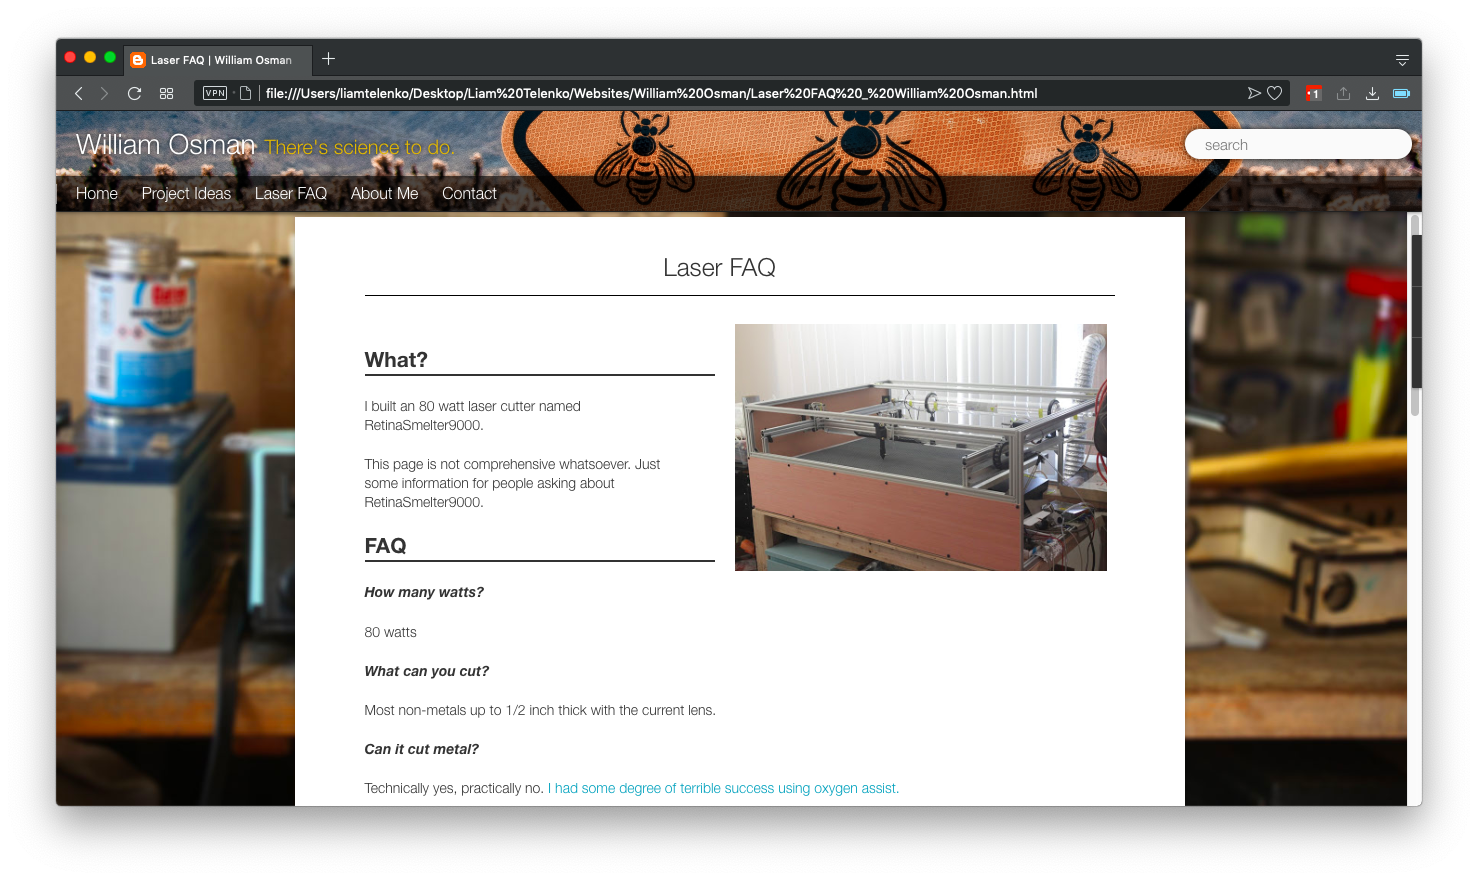 Laser FAQ | William Osman
VPN
file:///Users/liamtelenko/Desktop/Liam%20Telenko/Websites/William%20Osman/Laser%20FAQ%20_%20William%20Osman.html
1
William Osman There's science to do.
search
Home Project Ideas Laser FAQ About Me Contact
Laser FAQ
What?
I built an 80 watt laser cutter named
RetinaSmelter9000.
This page is not comprehensive whatsoever. Just
some information for people asking about
RetinaSmelter9000.
FAQ
How many watts?
80 watts
What can you cut?
Most non-metals up to 1/2 inch thick with the current lens.
Can it cut metal?
Technically yes, practically no. I had some degree of terrible success using oxygen assist.